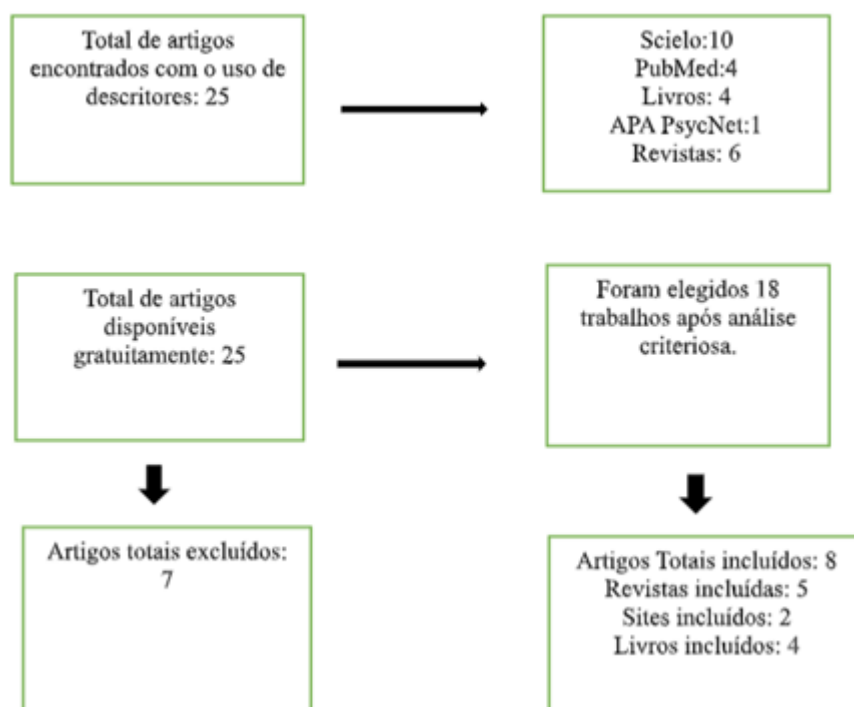 Total de artigos
encontrados com o uso de
descritores: 25
Scielo:10
PubMed:4
Livros: 4
APA PsycNet:1
Revistas: 6
Total de artigos
disponíveis
gratuitamente: 25
Foram elegidos 18
trabalhos após análise
criteriosa.
Artigos totais excluídos:
7
Artigos Totais incluídos: 8
Revistas incluídas: 5
Sites incluídos: 2
Livros incluídos: 4